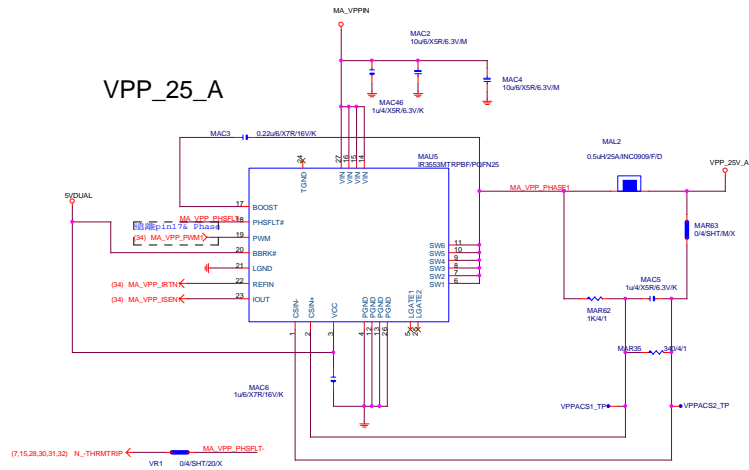 MA_VPPIN
MAC2
10u/6/X5R/6.3V/M
VPP_25_A
MAC4
10u/6/X5R/6.3V/M
MAC46
1u/4/X5R/6.3V/K
MAC3
0.22u/6/X7R/16V/K
MAU5
IR3553MTRPBF/PQFN25
MAL2
0.5uH/25A/INC0909/F/D
VPP_25V_A
24
27
16
15
14
TGND
VIN
VIN
VIN
VIN
5VDUAL
MA_VPP_PHASE1
17
BOOST
MA_VPP_PHSFLT-
18
PHSFLT#
pin17& Phase
(34) MA_VPP_PWM1
19
PWM
20
BBRK#
21
LGND
(34) MA_VPP_IRTN1
22
REFIN
(34) MA_VPP_ISEN1
23
IOUT
SW6
11
SW5
10
SW4
9
SW3
8
SW2
7
SW1
6
MAR63
0/4/SHT/M/X
MAC5
1u/4/X5R/6.3V/K
MAR62
1K/4/1
CSIN-
CSIN+
VCC
PGND
PGND
PGND
PGND
LGATE1
LGATE2
1
2
3
4
12
13
26
5
MAR35
340/4/1
MAC6
1u/6/X7R/16V/K
VPPACS1_TP
VPPACS2_TP
(7,15,28,30,31,32) N_-THRMTRIP
MA_VPP_PHSFLT-
VR1
0/4/SHT/20/X